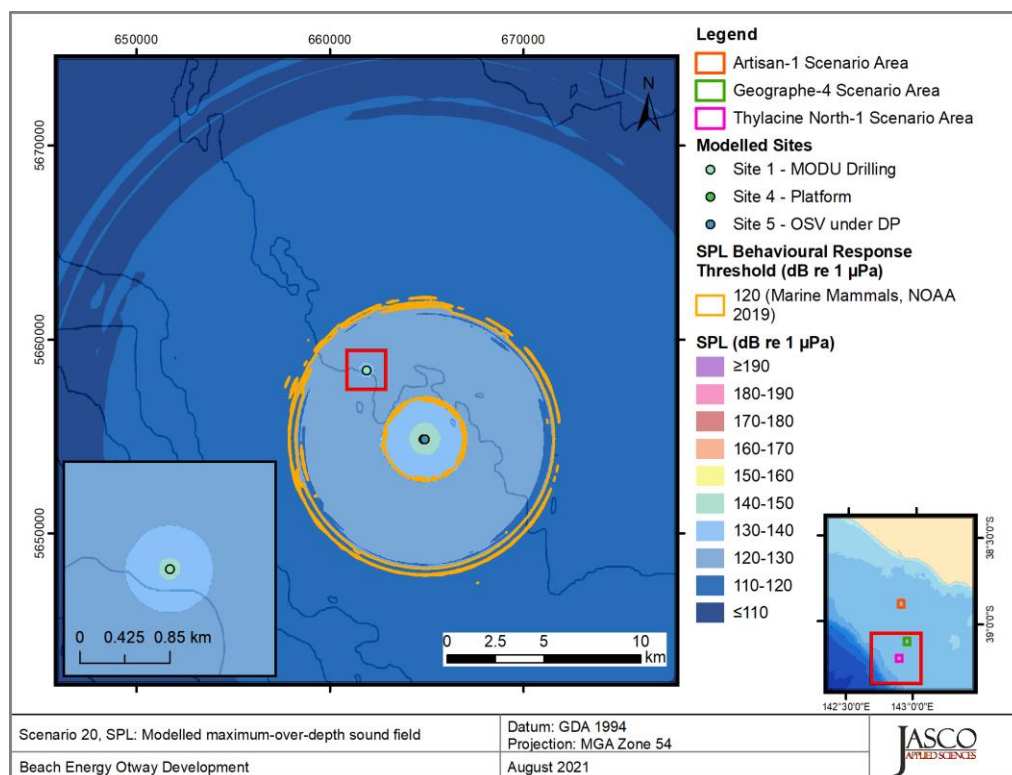 650000 660000 670000
5670000
5660000
5650000
N
0 0.425 0.85 km
0 2.5 5 10
km
Legend
Artisan-1 Scenario Area
Geographe-4 Scenario Area
Thylacine North-1 Scenario Area
Modelled Sites
Site 1 - MODU Drilling
Site 4 - Platform
Site 5 - OSV under DP
SPL Behavioural Response
Threshold (dB re 1 µPa)
120 (Marine Mammals, NOAA
2019)
SPL (dB re 1 µPa)
≥190
180-190
170-180
160-170
150-160
140-150
130-140
120-130
110-120
≤110
38°30'0"S
39°0'0"S
142°30'0"E 143°0'0"E
Scenario 20, SPL: Modelled maximum-over-depth sound field
Datum: GDA 1994
Projection: MGA Zone 54
Beach Energy Otway Development
August 2021
JASCO
APPLIED SCIENCES